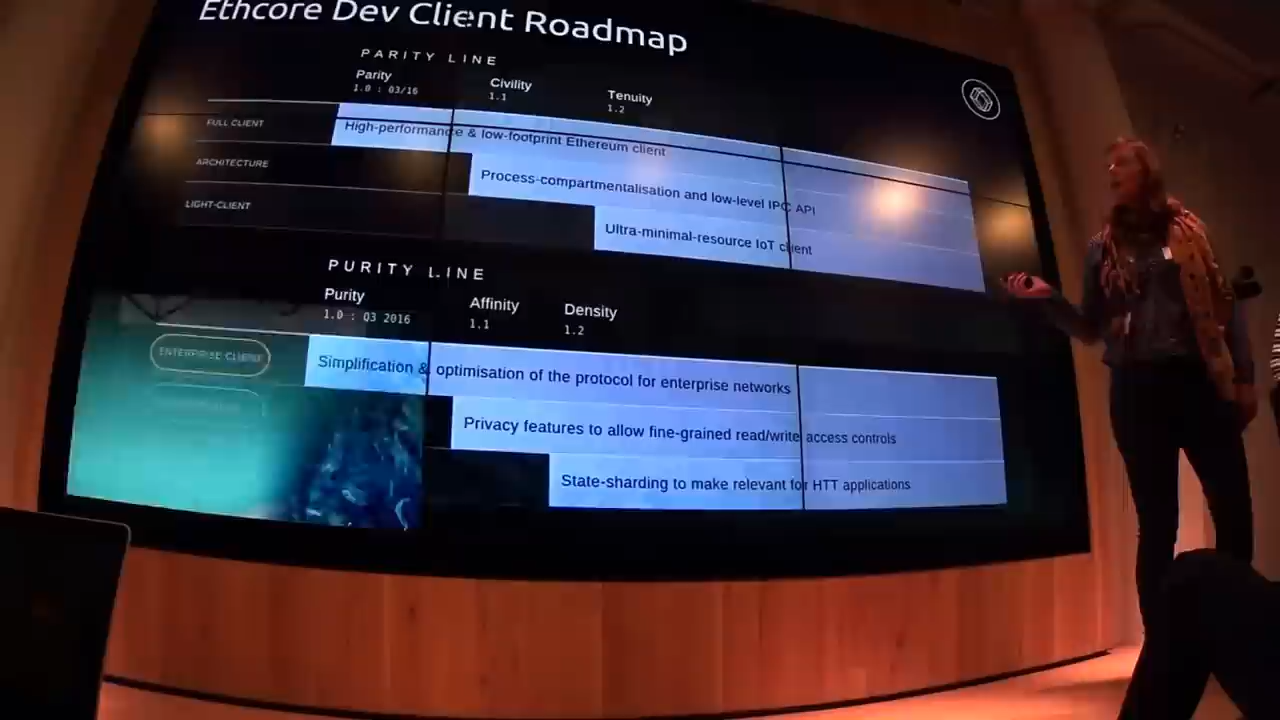 Ethcore Dev Client Roadmap
PARITY LINE
Parity Civility Tenuity
1.0 : 03/16 1.1 1.2
FULL CLIENT High-performance & low-footprint Ethereum client
ARCHITECTURE Process-compartmentalisation and low-level IPC API
LIGHT-CLIENT Ultra-minimal-resource IoT client
PURITY LINE
Purity Affinity Density
1.0 : Q3 2016 1.1 1.2
ENTERPRISE CLIENT Simplification & optimisation of the protocol for enterprise networks
Privacy features to allow fine-grained read/write access controls
State-sharding to make relevant for HTT applications